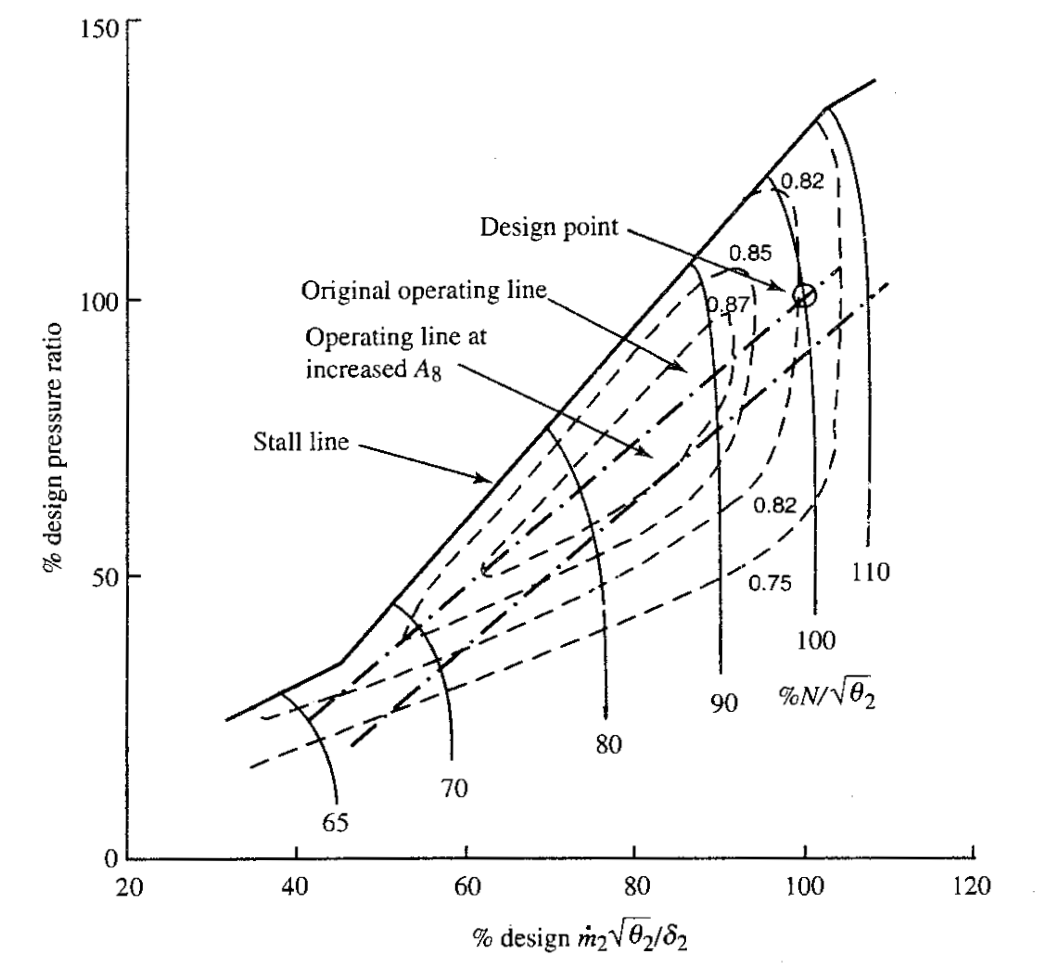 150
0.82
Design point
0.85
Original operating line
100
0.87
Operating line at
increased A8
Stall line
% design pressure ratio
0.82
50
0.75
110
100
90
%N/√θ2
80
70
65
0
20
40
60
80
100
120
% design ṁ2√θ2/δ2